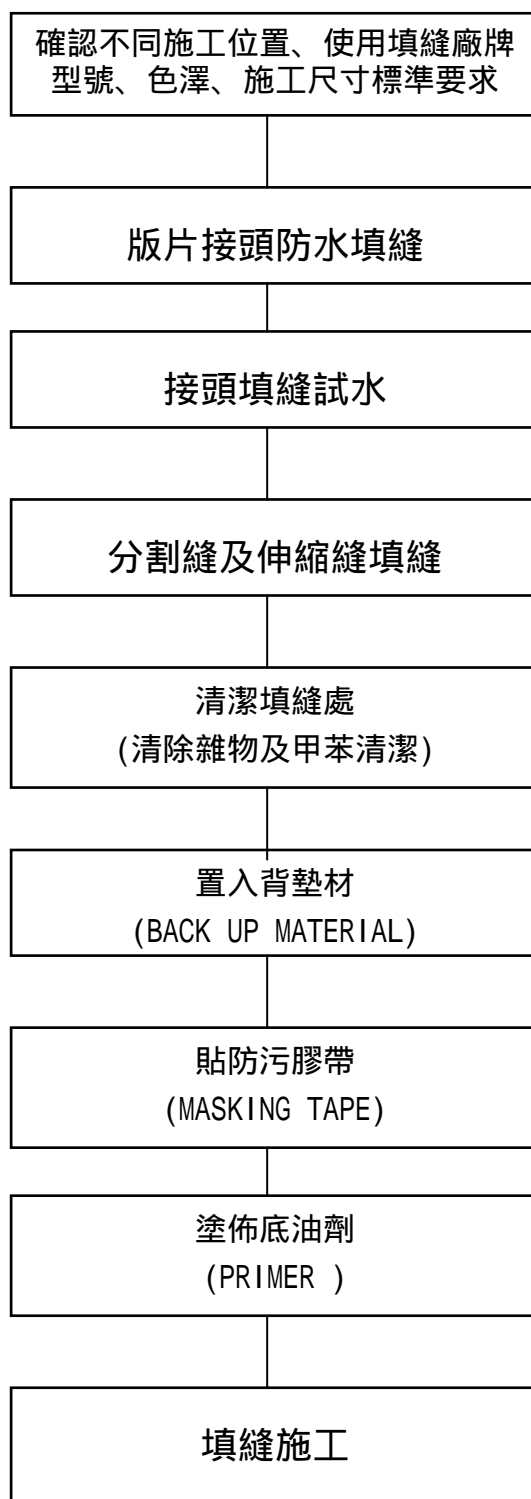 確認不同施工位置、使用填縫廠牌
型號、色澤、施工尺寸標準要求
版片接頭防水填縫
接頭填縫試水
分割縫及伸縮縫填縫
清潔填縫處
(清除雜物及甲苯清潔)
置入背墊材
(BACK UP MATERIAL)
貼防污膠帶
(MASKING TAPE)
塗佈底油劑
(PRIMER )
填縫施工